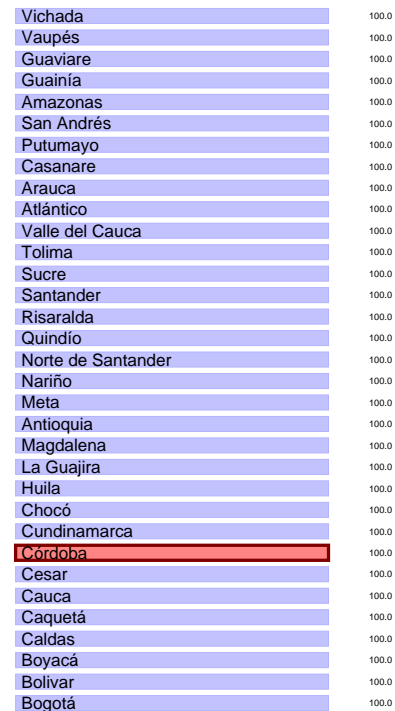 Vichada 100.0
Vaupés 100.0
Guaviare 100.0
Guainía 100.0
Amazonas 100.0
San Andrés 100.0
Putumayo 100.0
Casanare 100.0
Arauca 100.0
Atlántico 100.0
Valle del Cauca 100.0
Tolima 100.0
Sucre 100.0
Santander 100.0
Risaralda 100.0
Quindío 100.0
Norte de Santander 100.0
Nariño 100.0
Meta 100.0
Antioquia 100.0
Magdalena 100.0
La Guajira 100.0
Huila 100.0
Chocó 100.0
Cundinamarca 100.0
Córdoba 100.0
Cesar 100.0
Cauca 100.0
Caquetá 100.0
Caldas 100.0
Boyacá 100.0
Bolivar 100.0
Bogotá 100.0